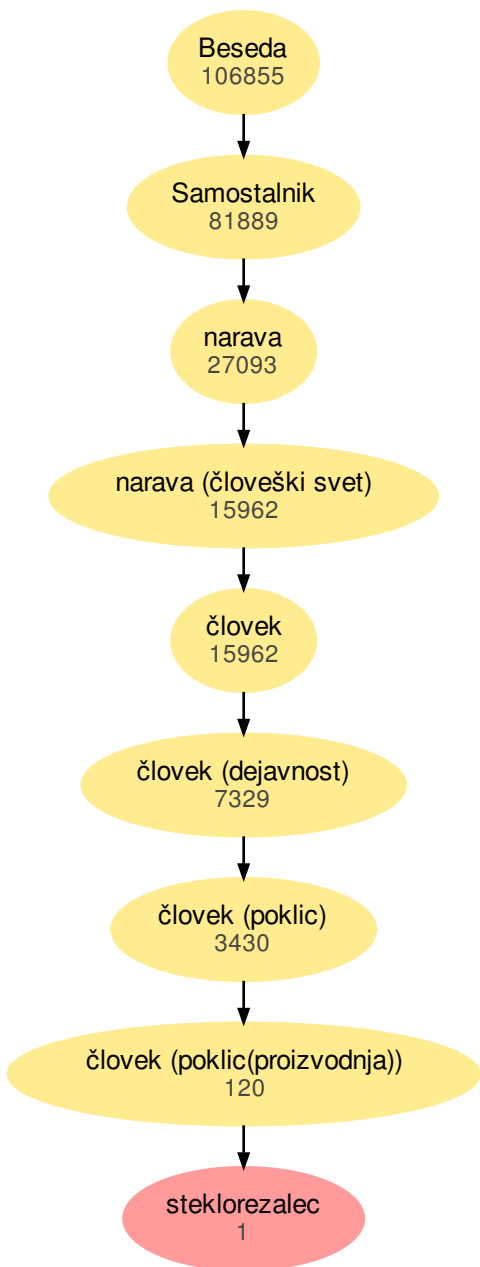 Beseda
106855
Samostalnik
81889
narava
27093
narava (človeški svet)
15962
človek
15962
človek (dejavnost)
7329
človek (poklic)
3430
človek (poklic(proizvodnja))
120
steklorezalec
1